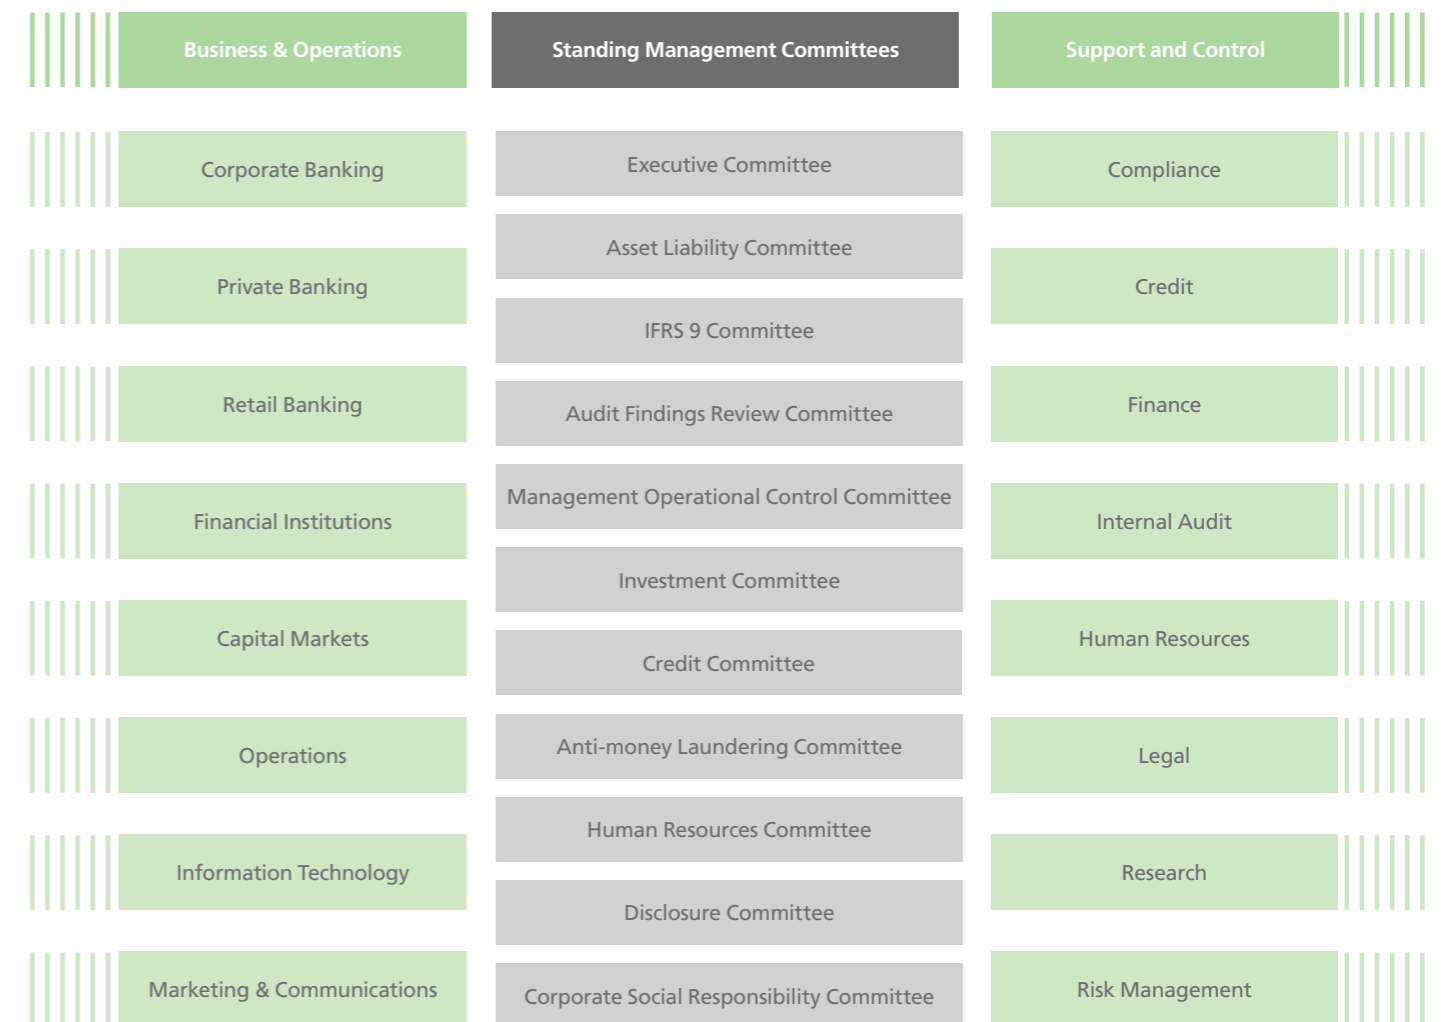 Business & Operations
Standing Management Committees
Support and Control
Corporate Banking
Private Banking
Retail Banking
Financial Institutions
Capital Markets
Operations
Information Technology
Marketing & Communications
Executive Committee
Asset Liability Committee
IFRS 9 Committee
Audit Findings Review Committee
Management Operational Control Committee
Investment Committee
Credit Committee
Anti-money Laundering Committee
Human Resources Committee
Disclosure Committee
Corporate Social Responsibility Committee
Compliance
Credit
Finance
Internal Audit
Human Resources
Legal
Research
Risk Management